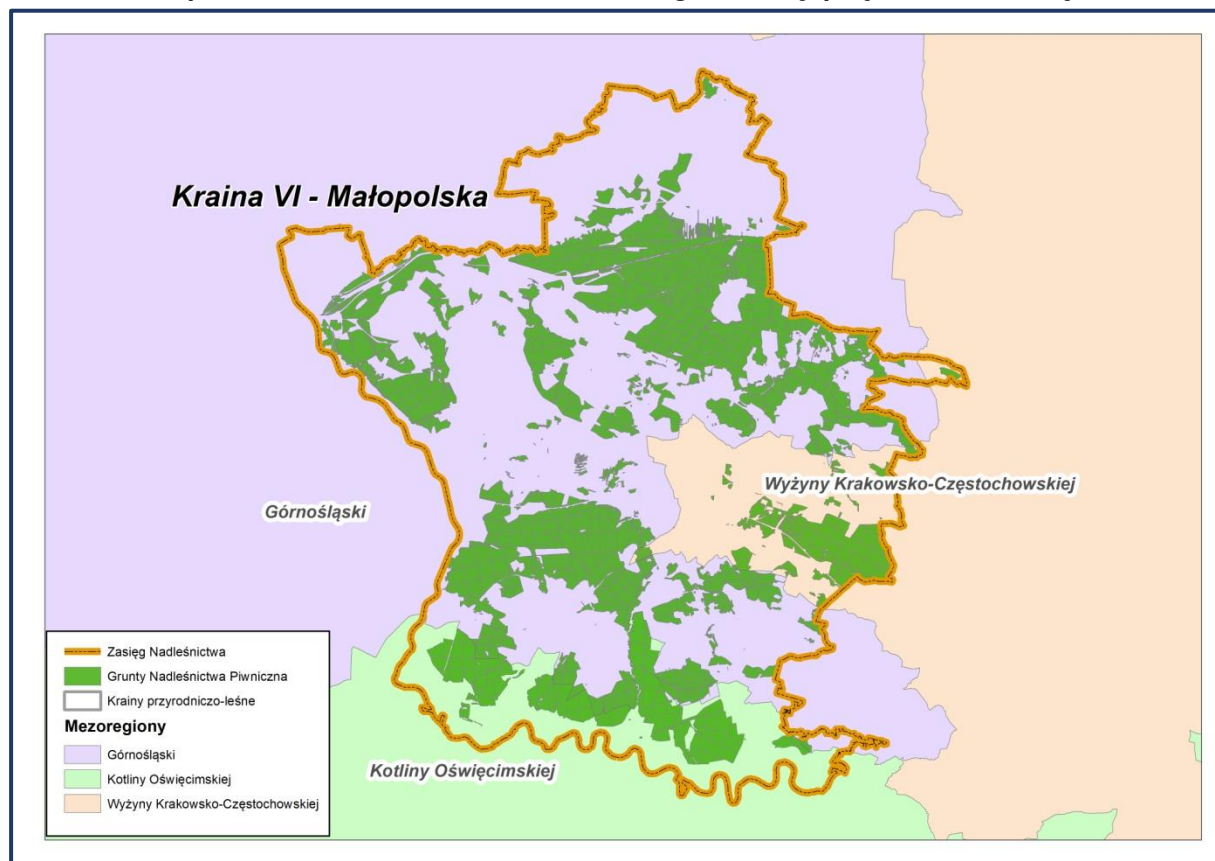 Kraina VI - Małopolska
Wyżyny Krakowsko-Częstochowskiej
Górnośląski
Kotliny Oświęcimskiej
Zasięg Nadleśnictwa
Grunty Nadleśnictwa Piwniczna
Krainy przyrodniczo-leśne
Mezoregiony
Górnośląski
Kotliny Oświęcimskiej
Wyżyny Krakowsko-Częstochowskiej